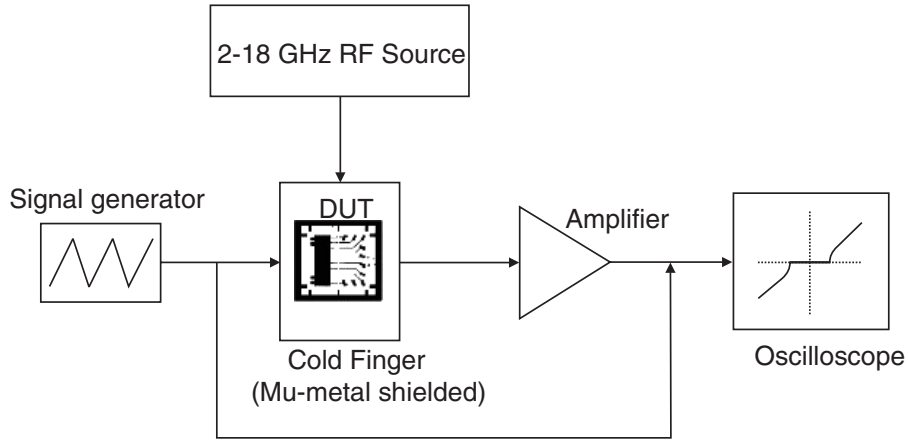 2-18 GHz RF Source
Signal generator
DUT
Amplifier
Cold Finger
(Mu-metal shielded)
Oscilloscope